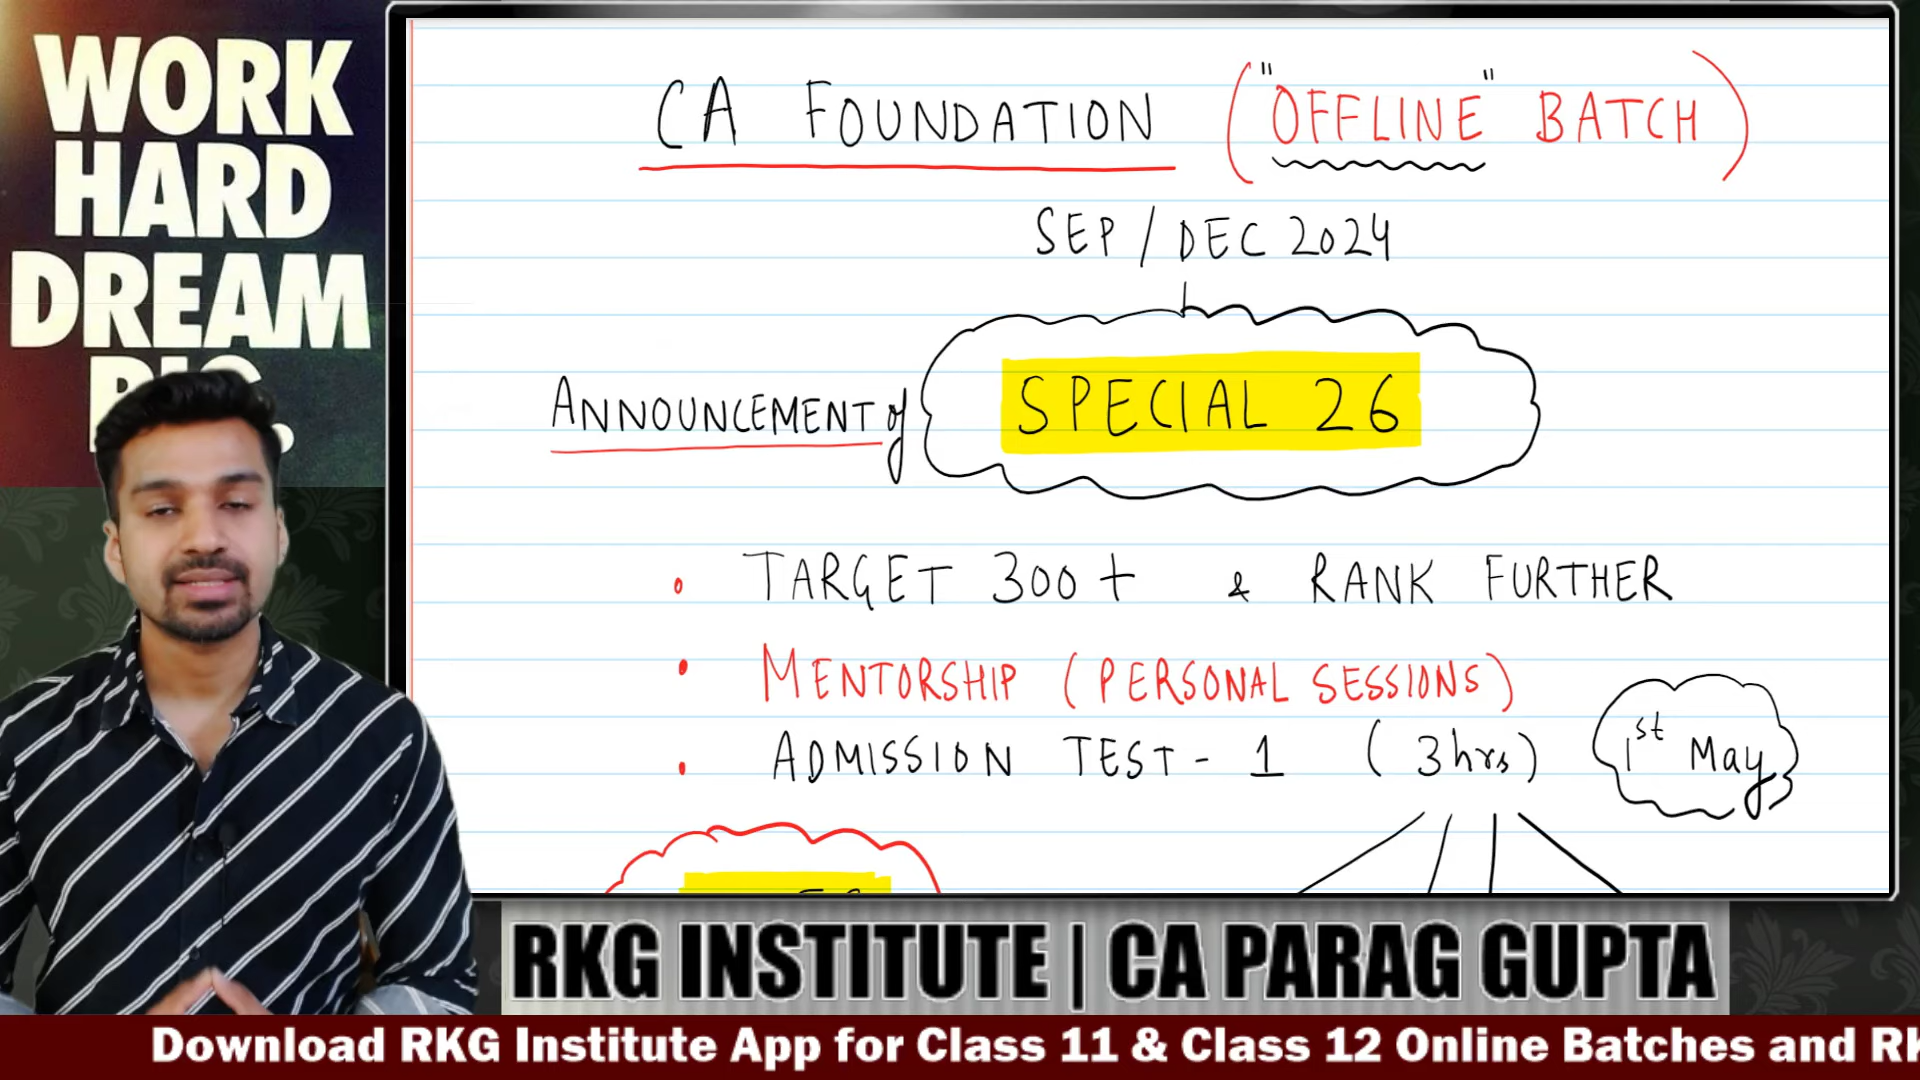 WORK
HARD
DREAM
CA FOUNDATION ("OFFLINE" BATCH)
SEP / DEC 2024
ANNOUNCEMENT of SPECIAL 26
• TARGET 300+ & RANK FURTHER
• MENTORSHIP (PERSONAL SESSIONS)
• ADMISSION TEST - 1 (3hrs) 1st May
RKG INSTITUTE | CA PARAG GUPTA
Download RKG Institute App for Class 11 & Class 12 Online Batches and